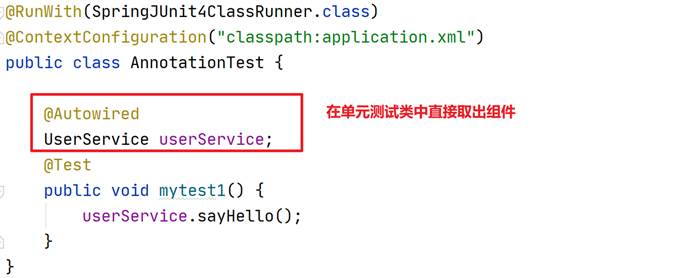 @RunWith(SpringJUnit4ClassRunner.class)
@ContextConfiguration("classpath:application.xml")
public class AnnotationTest {
@Autowired
在单元测试类中直接取出组件
UserService userService;
@Test
public void mytest1() {
userService.sayHello();
}
}